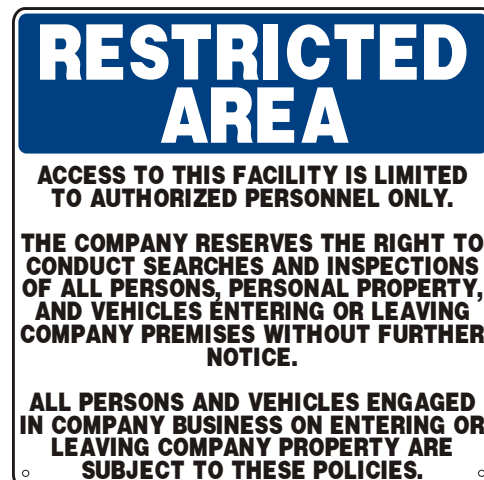 RESTRICTED
AREA
ACCESS TO THIS FACILITY IS LIMITED
TO AUTHORIZED PERSONNEL ONLY.
THE COMPANY RESERVES THE RIGHT TO
CONDUCT SEARCHES AND INSPECTIONS
OF ALL PERSONS, PERSONAL PROPERTY,
AND VEHICLES ENTERING OR LEAVING
COMPANY PREMISES WITHOUT FURTHER
NOTICE.
ALL PERSONS AND VEHICLES ENGAGED
IN COMPANY BUSINESS ON ENTERING OR
LEAVING COMPANY PROPERTY ARE
SUBJECT TO THESE POLICIES.